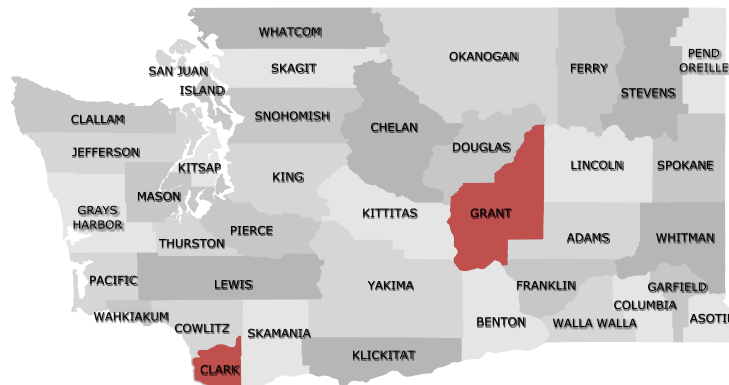 WHATCOM
OKANOGAN
PEND
OREILLE
SKAGIT
FERRY
SAN JUAN
ISLAND
STEVENS
SNOHOMISH
CLALLAM
CHELAN
DOUGLAS
JEFFERSON
KITSAP
LINCOLN
SPOKANE
KING
MASON
GRAYS
HARBOR
KITTITAS
GRANT
PIERCE
THURSTON
ADAMS
WHITMAN
PACIFIC
LEWIS
YAKIMA
FRANKLIN
GARFIELD
COLUMBIA
WAHKIAKUM
COWLITZ
SKAMANIA
BENTON
WALLA WALLA
ASOTI
KLICKITAT
CLARK